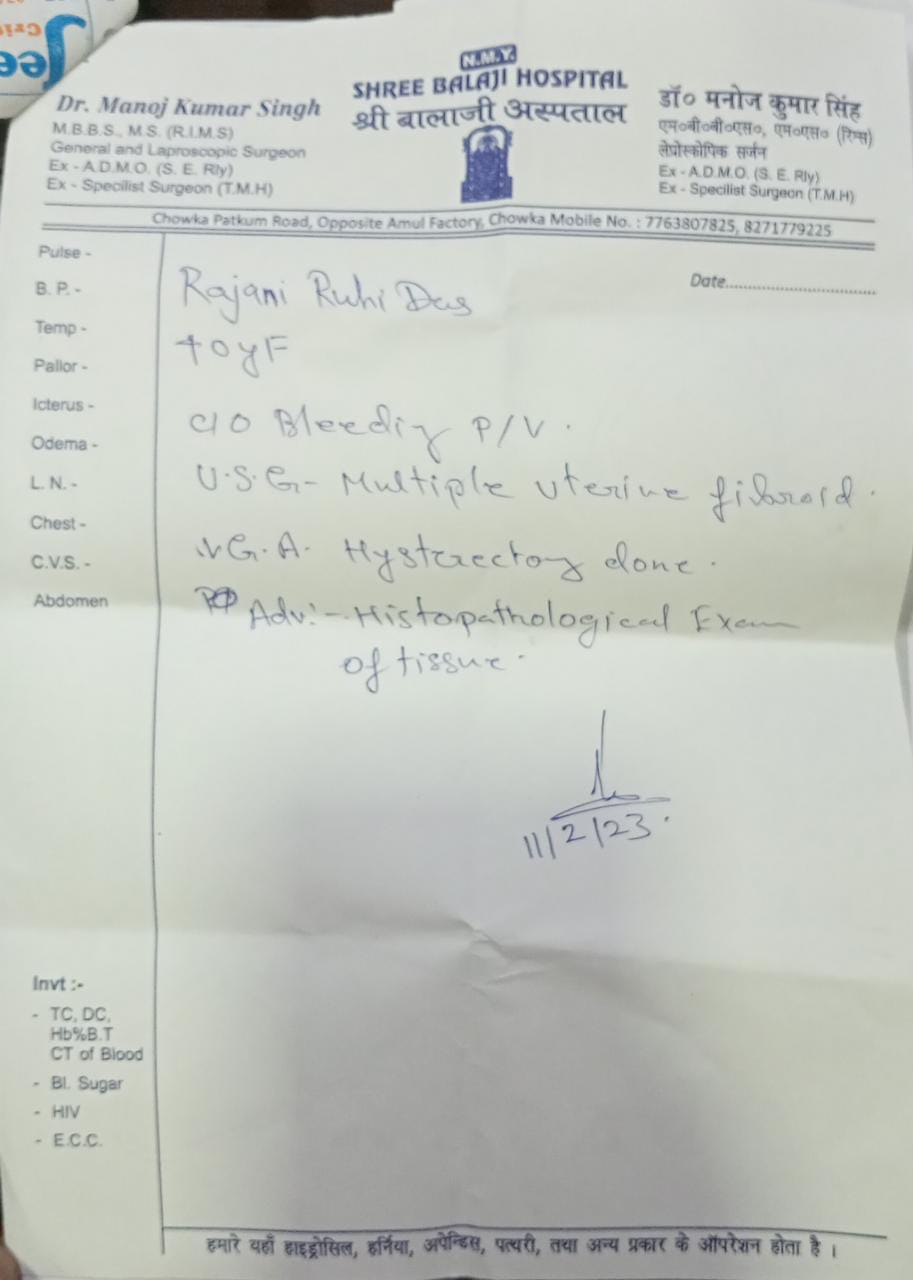 N.M.Y.
SHREE BALAJI HOSPITAL
श्री बालाजी अस्पताल
Dr. Manoj Kumar Singh
M.B.B.S., M.S. (R.I.M.S)
General and Laproscopic Surgeon
Ex - A.D.M.O. (S. E. Rly)
Ex - Specilist Surgeon (T.M.H)
डॉ० मनोज कुमार सिंह
एम०बी०बी०एस०, एम०एस० (रिम्स)
लेप्रोस्कोपिक सर्जन
Ex - A.D.M.O. (S. E. Rly)
Ex - Specilist Surgeon (T.M.H)
Chowka Patkum Road, Opposite Amul Factory, Chowka Mobile No. : 7763807825, 8271779225
Pulse -
B. P. -
Temp -
Pallor -
Icterus -
Odema -
L. N. -
Chest -
C.V.S. -
Abdomen
Date..............................
Rajani Ruhi Das
40yF
C/O Bleeding P/V.
U.S.G- Multiple uterine fibroid.
G.A. Hysterectomy done.
Adv:- Histopathological Exam
of tissue.
11/2/23.
Invt :-
- TC, DC,
Hb%B.T
CT of Blood
- Bl. Sugar
- HIV
- E.C.C.
हमारे यहाँ हाइड्रोसिल, हर्निया, अपेन्डिस, पत्थरी, तथा अन्य प्रकार के ऑपरेशन होता है ।